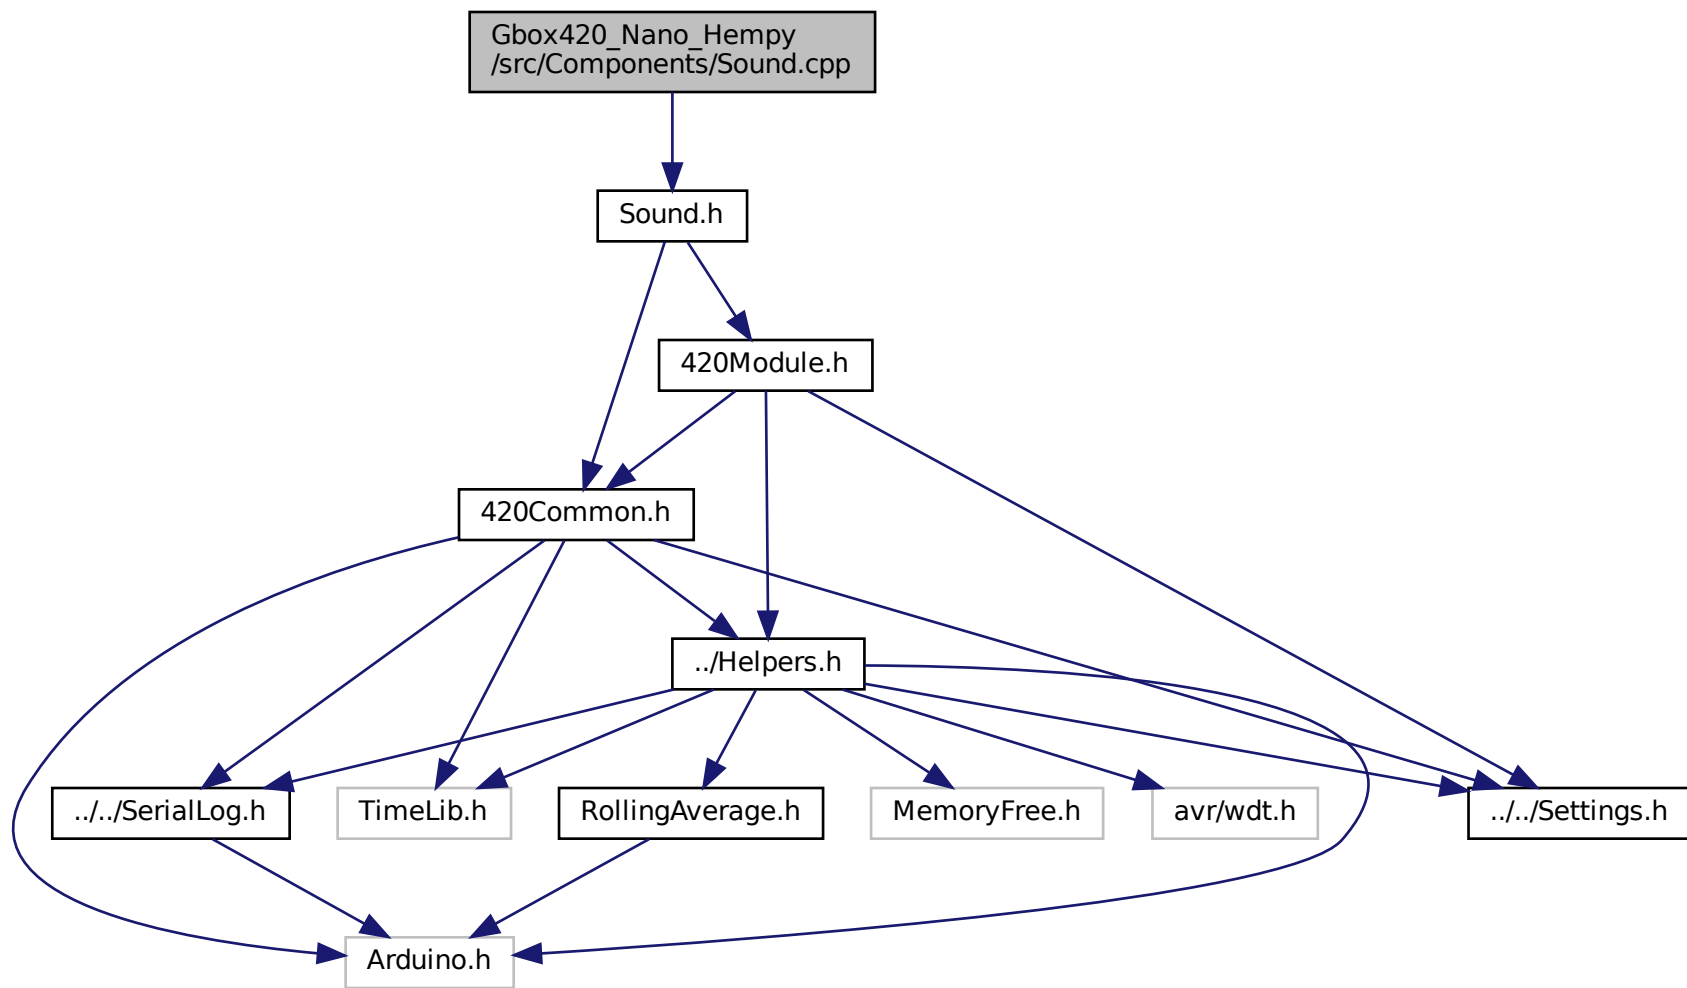 Gbox420_Nano_Hempy
/src/Components/Sound.cpp
Sound.h
420Module.h
420Common.h
../Helpers.h
../../SerialLog.h
TimeLib.h
RollingAverage.h
MemoryFree.h
avr/wdt.h
../../Settings.h
Arduino.h